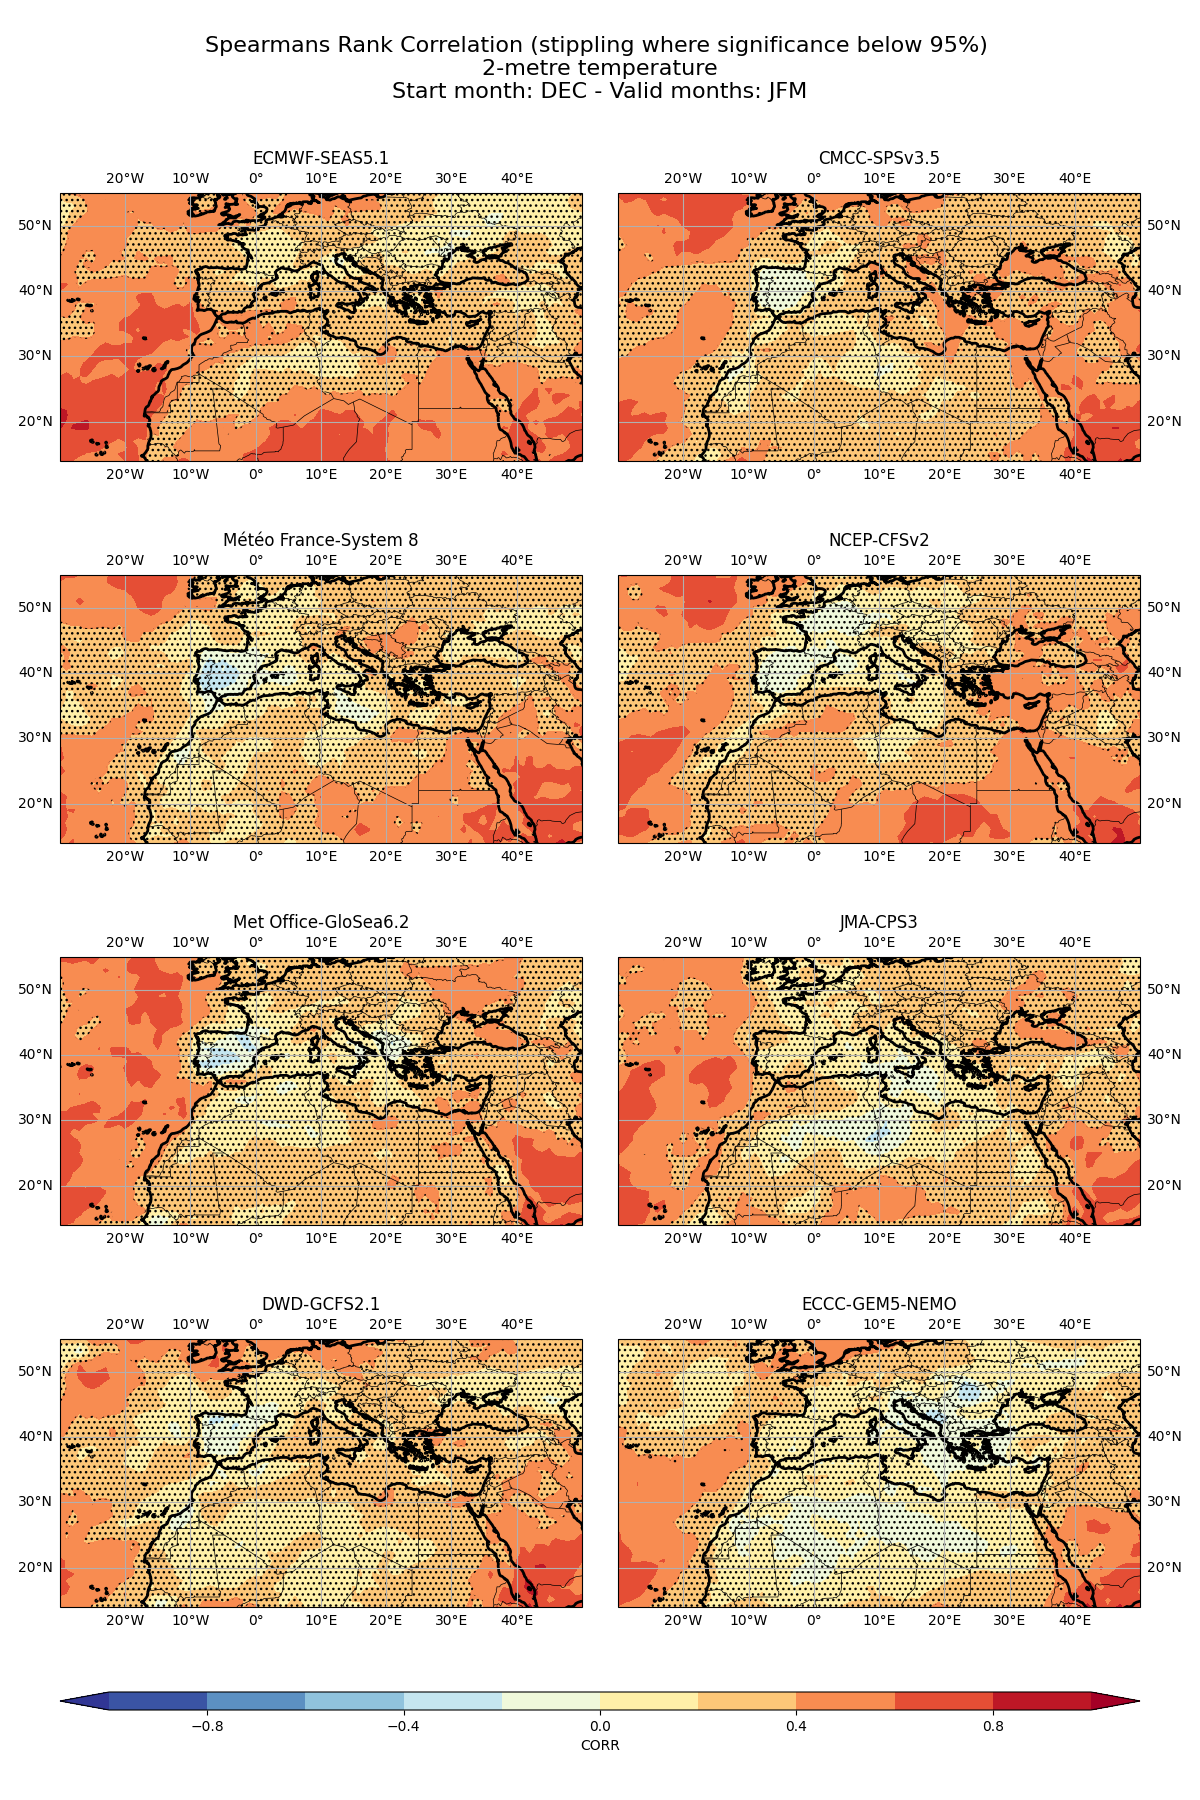 Spearmans Rank Correlation (stippling where significance below 95%)
2-metre temperature
Start month: DEC - Valid months: JFM
ECMWF-SEAS5.1
20°W 10°W 0° 10°E 20°E 30°E 40°E
50°N
40°N
30°N
20°N
20°W 10°W 0° 10°E 20°E 30°E 40°E
CMCC-SPSv3.5
20°W 10°W 0° 10°E 20°E 30°E 40°E
50°N
40°N
30°N
20°N
20°W 10°W 0° 10°E 20°E 30°E 40°E
Météo France-System 8
20°W 10°W 0° 10°E 20°E 30°E 40°E
50°N
40°N
30°N
20°N
20°W 10°W 0° 10°E 20°E 30°E 40°E
NCEP-CFSv2
20°W 10°W 0° 10°E 20°E 30°E 40°E
50°N
40°N
30°N
20°N
20°W 10°W 0° 10°E 20°E 30°E 40°E
Met Office-GloSea6.2
20°W 10°W 0° 10°E 20°E 30°E 40°E
50°N
40°N
30°N
20°N
20°W 10°W 0° 10°E 20°E 30°E 40°E
JMA-CPS3
20°W 10°W 0° 10°E 20°E 30°E 40°E
50°N
40°N
30°N
20°N
20°W 10°W 0° 10°E 20°E 30°E 40°E
DWD-GCFS2.1
20°W 10°W 0° 10°E 20°E 30°E 40°E
50°N
40°N
30°N
20°N
20°W 10°W 0° 10°E 20°E 30°E 40°E
ECCC-GEM5-NEMO
20°W 10°W 0° 10°E 20°E 30°E 40°E
50°N
40°N
30°N
20°N
20°W 10°W 0° 10°E 20°E 30°E 40°E
−0.8 −0.4 0.0 0.4 0.8
CORR